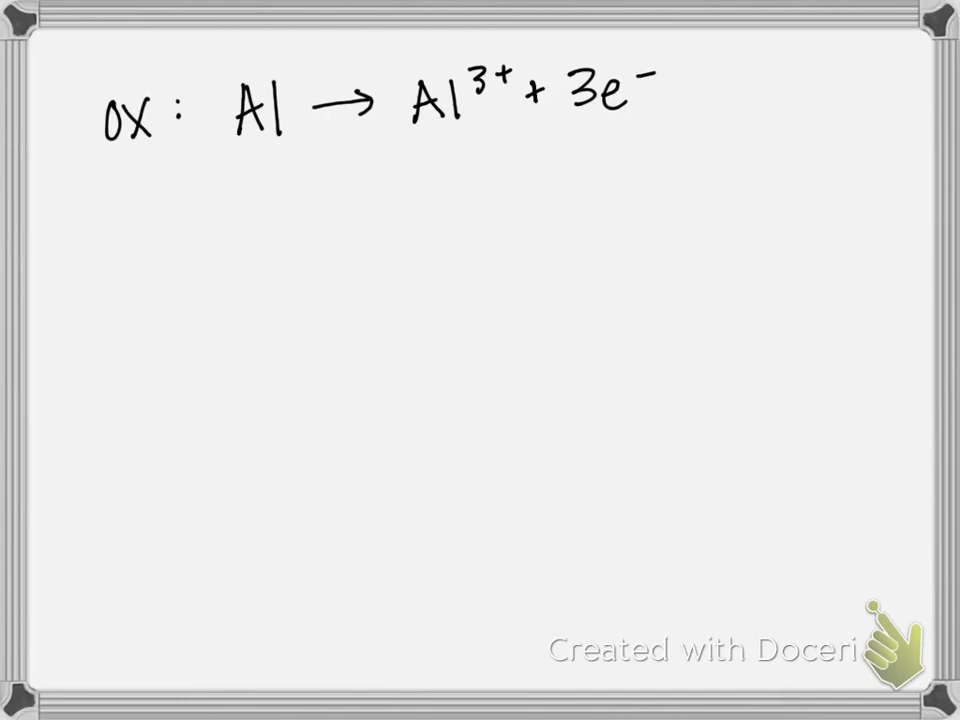 ox: Al → Al³⁺ + 3e⁻
Created with Doceri